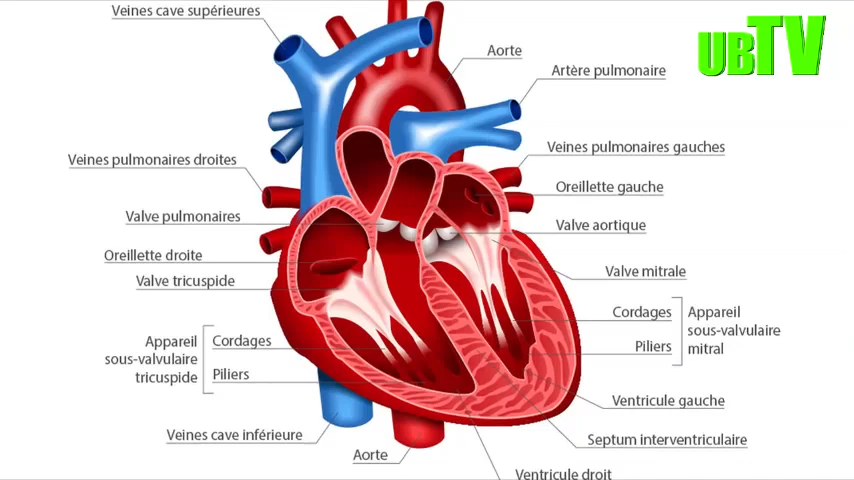 Veines cave supérieures
UBTV
Aorte
Artère pulmonaire
Veines pulmonaires gauches
Veines pulmonaires droites
Oreillette gauche
Valve pulmonaires
Valve aortique
Oreillette droite
Valve mitrale
Valve tricuspide
Cordages
Appareil
sous-valvulaire
mitral
Piliers
Appareil
sous-valvulaire
tricuspide
Cordages
Piliers
Ventricule gauche
Veines cave inférieure
Septum interventriculaire
Aorte
Ventricule droit